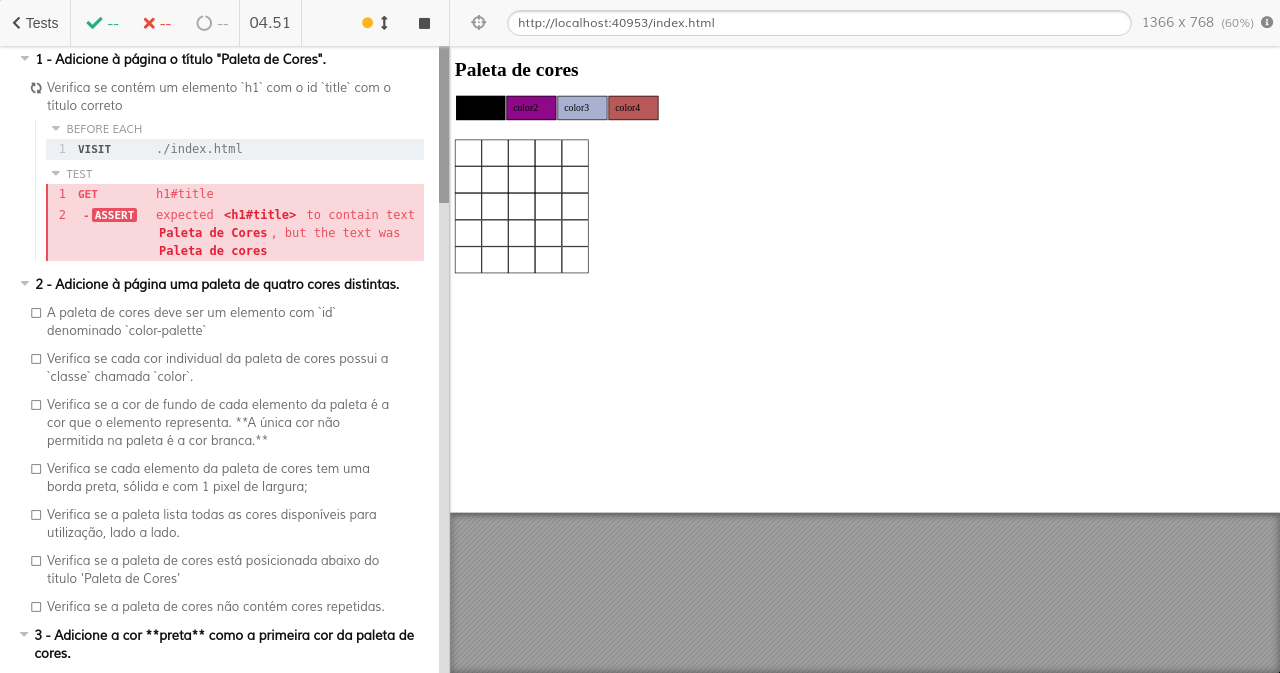 Tests
--
--
--
04.51
http://localhost:40953/index.html
1366 x 768 (60%)
1 - Adicione à página o título "Paleta de Cores".
Verifica se contém um elemento `h1` com o id `title` com o
título correto
BEFORE EACH
1 VISIT ./index.html
TEST
1 GET h1#title
2 -ASSERT expected <h1#title> to contain text
Paleta de Cores, but the text was
Paleta de cores
2 - Adicione à página uma paleta de quatro cores distintas.
A paleta de cores deve ser um elemento com `id`
denominado `color-palette`
Verifica se cada cor individual da paleta de cores possui a
`classe` chamada `color`.
Verifica se a cor de fundo de cada elemento da paleta é a
cor que o elemento representa. **A única cor não
permitida na paleta é a cor branca.**
Verifica se cada elemento da paleta de cores tem uma
borda preta, sólida e com 1 pixel de largura;
Verifica se a paleta lista todas as cores disponíveis para
utilização, lado a lado.
Verifica se a paleta de cores está posicionada abaixo do
título 'Paleta de Cores'
Verifica se a paleta de cores não contém cores repetidas.
3 - Adicione a cor **preta** como a primeira cor da paleta de
cores.
Paleta de cores
color2 color3 color4